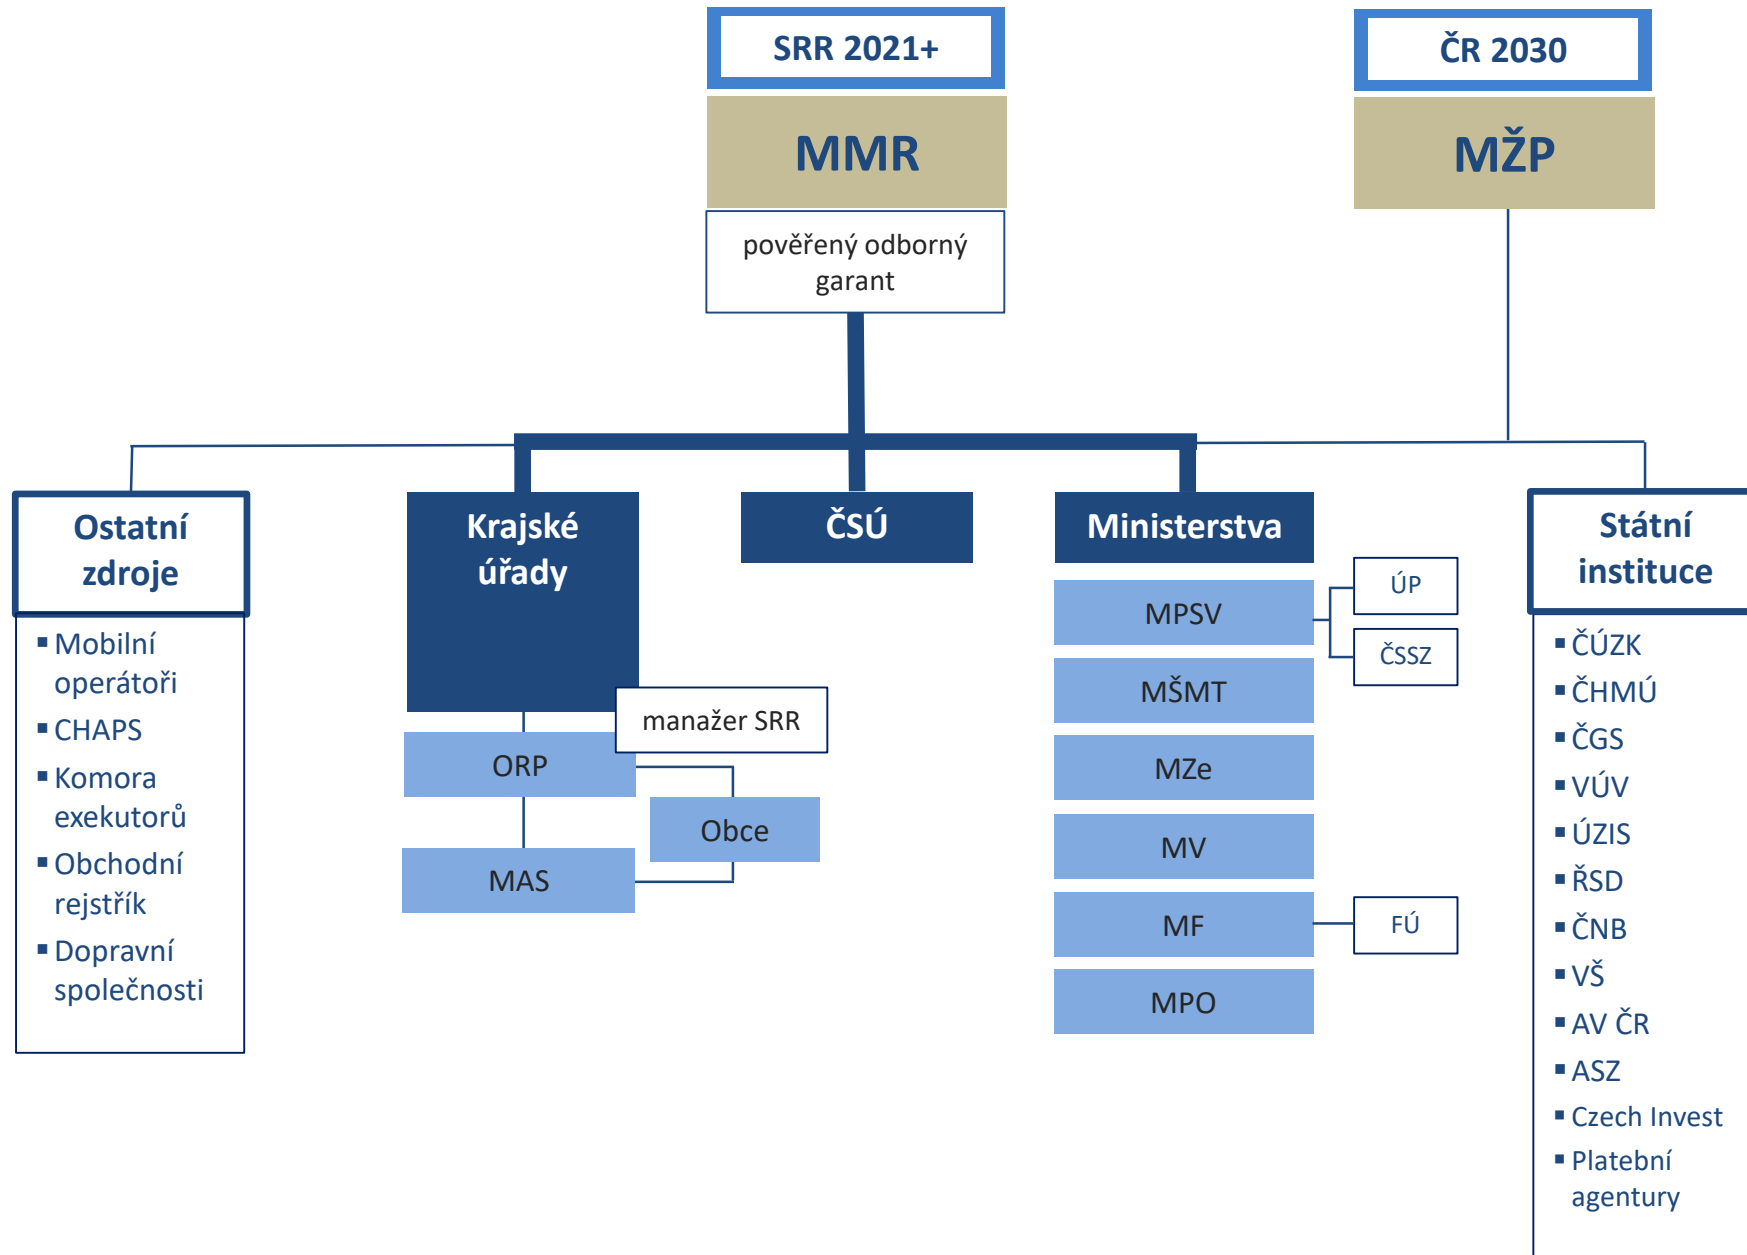 SRR 2021+
MMR
pověřený odborný
garant
ČR 2030
MŽP
Ostatní
zdroje
▪ Mobilní
operátoři
▪ CHAPS
▪ Komora
exekutorů
▪ Obchodní
rejstřík
▪ Dopravní
společnosti
Krajské
úřady
manažer SRR
ORP
Obce
MAS
ČSÚ
Ministerstva
MPSV
ÚP
ČSSZ
MŠMT
MZe
MV
MF
FÚ
MPO
Státní
instituce
▪ ČÚZK
▪ ČHMÚ
▪ ČGS
▪ VÚV
▪ ÚZIS
▪ ŘSD
▪ ČNB
▪ VŠ
▪ AV ČR
▪ ASZ
▪ Czech Invest
▪ Platební
agentury